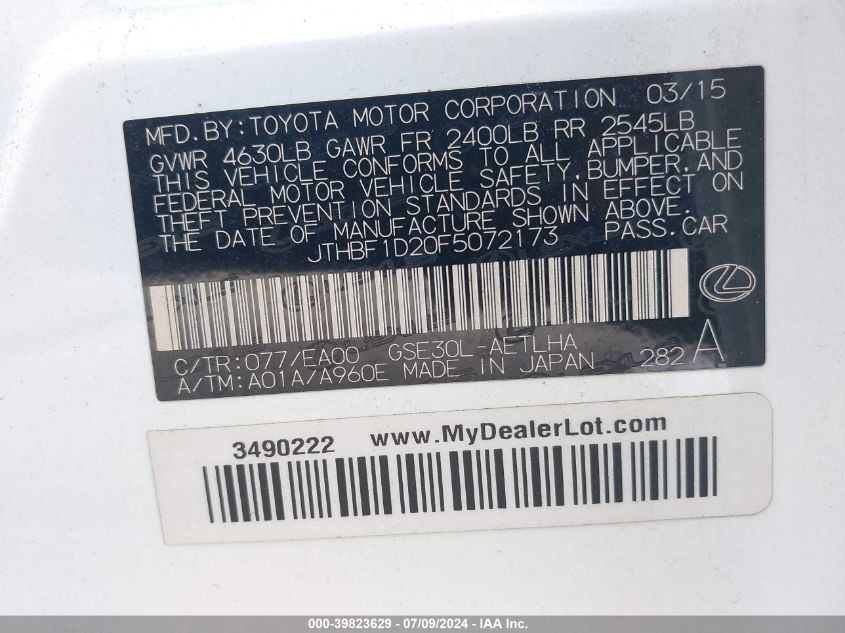 MFD. BY: TOYOTA MOTOR CORPORATION 03/15
GVWR 4630LB GAWR FR 2400LB RR 2545LB
THIS VEHICLE CONFORMS TO ALL APPLICABLE
FEDERAL MOTOR VEHICLE SAFETY, BUMPER, AND
THEFT PREVENTION STANDARDS IN EFFECT ON
THE DATE OF MANUFACTURE SHOWN ABOVE.
JTHBF1D20F5072173 PASS. CAR
C/TR: 077/EA00 GSE30L-AETLHA
A/TM: A01A/A960E MADE IN JAPAN 282 A
3490222 www.MyDealerLot.com
000-39823629 - 07/09/2024 - IAA Inc.